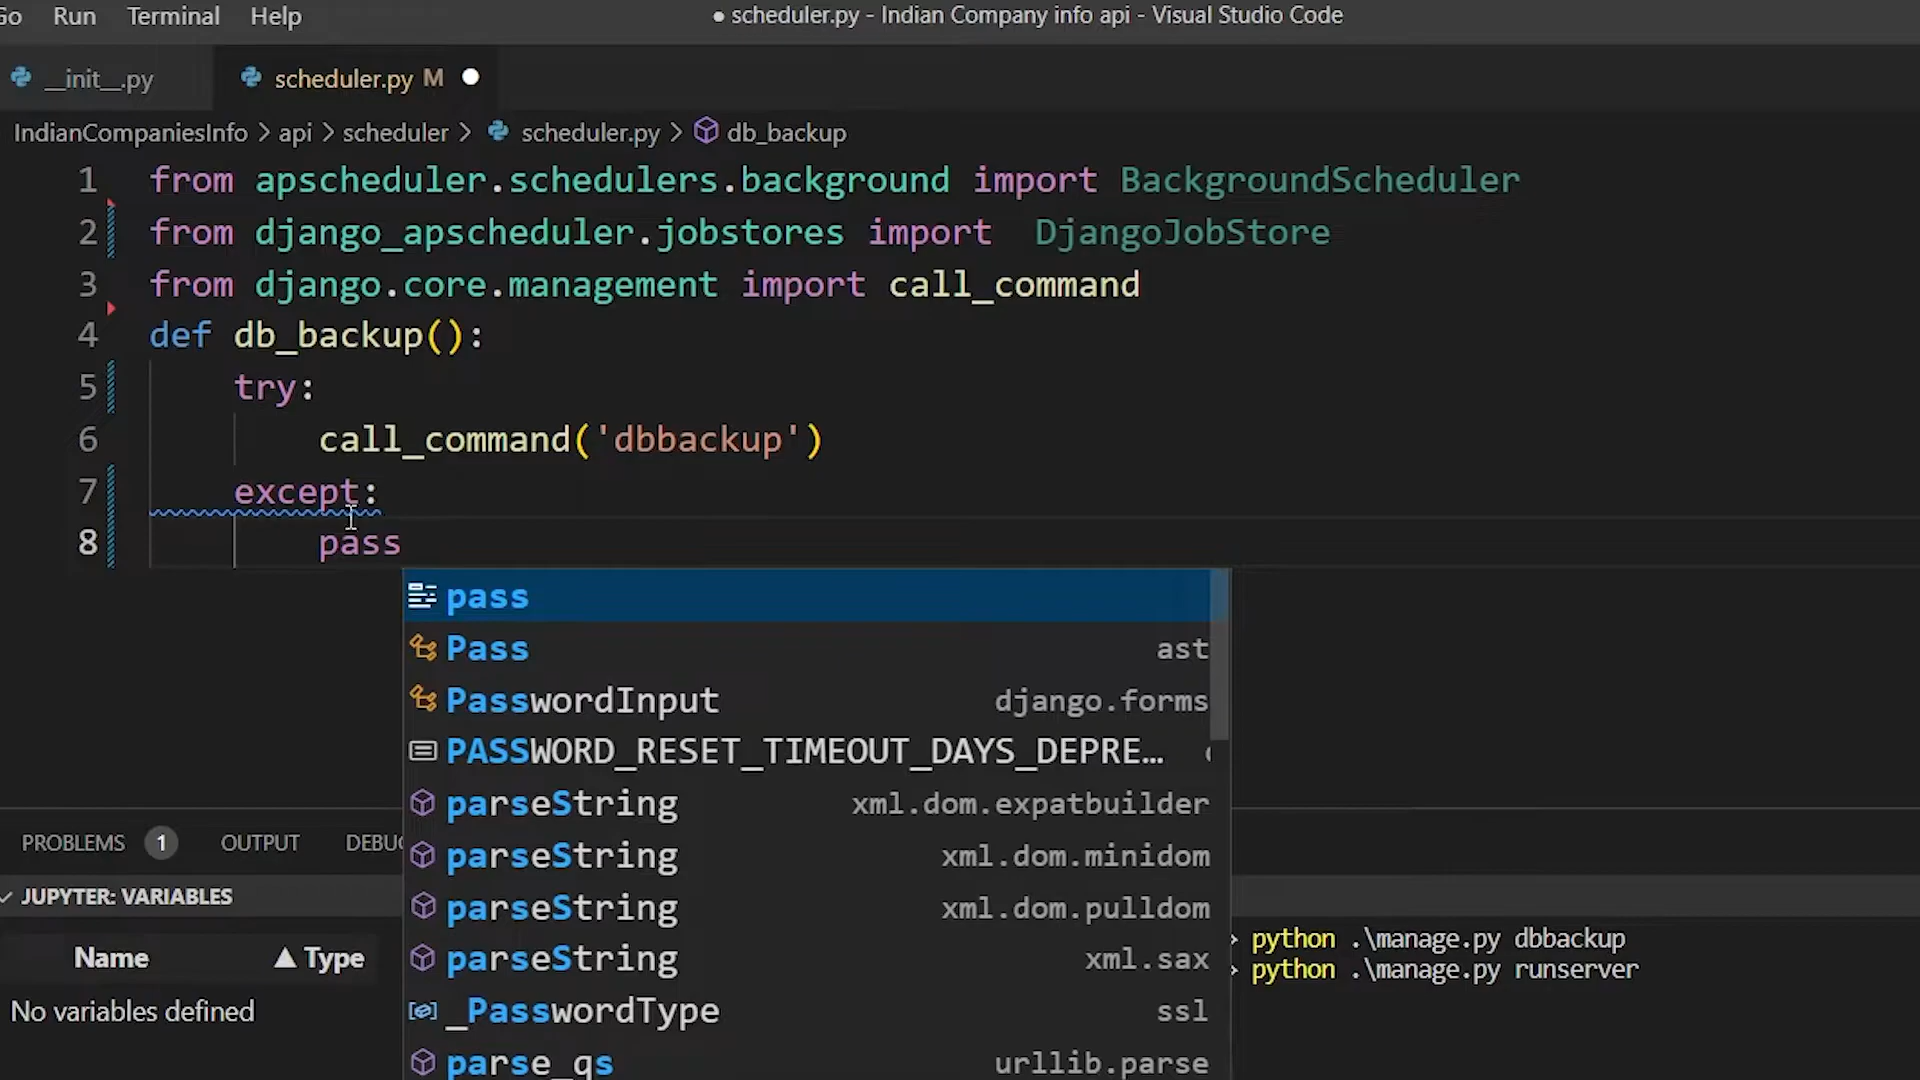 Go Run Terminal Help ● scheduler.py - Indian Company info api - Visual Studio Code
__init__.py scheduler.py M ●
IndianCompaniesInfo > api > scheduler > scheduler.py > db_backup
1 from apscheduler.schedulers.background import BackgroundScheduler
2 from django_apscheduler.jobstores import  DjangoJobStore
3 from django.core.management import call_command
4 def db_backup():
5 try:
6 call_command('dbbackup')
7 except:
8 pass
pass
Pass ast
PasswordInput django.forms
PASSWORD_RESET_TIMEOUT_DAYS_DEPRE…
parseString xml.dom.expatbuilder
parseString xml.dom.minidom
parseString xml.dom.pulldom
parseString xml.sax
_PasswordType ssl
parse_qs urllib.parse
PROBLEMS 1 OUTPUT
JUPYTER: VARIABLES
Name Type
No variables defined
python .\manage.py dbbackup
python .\manage.py runserver